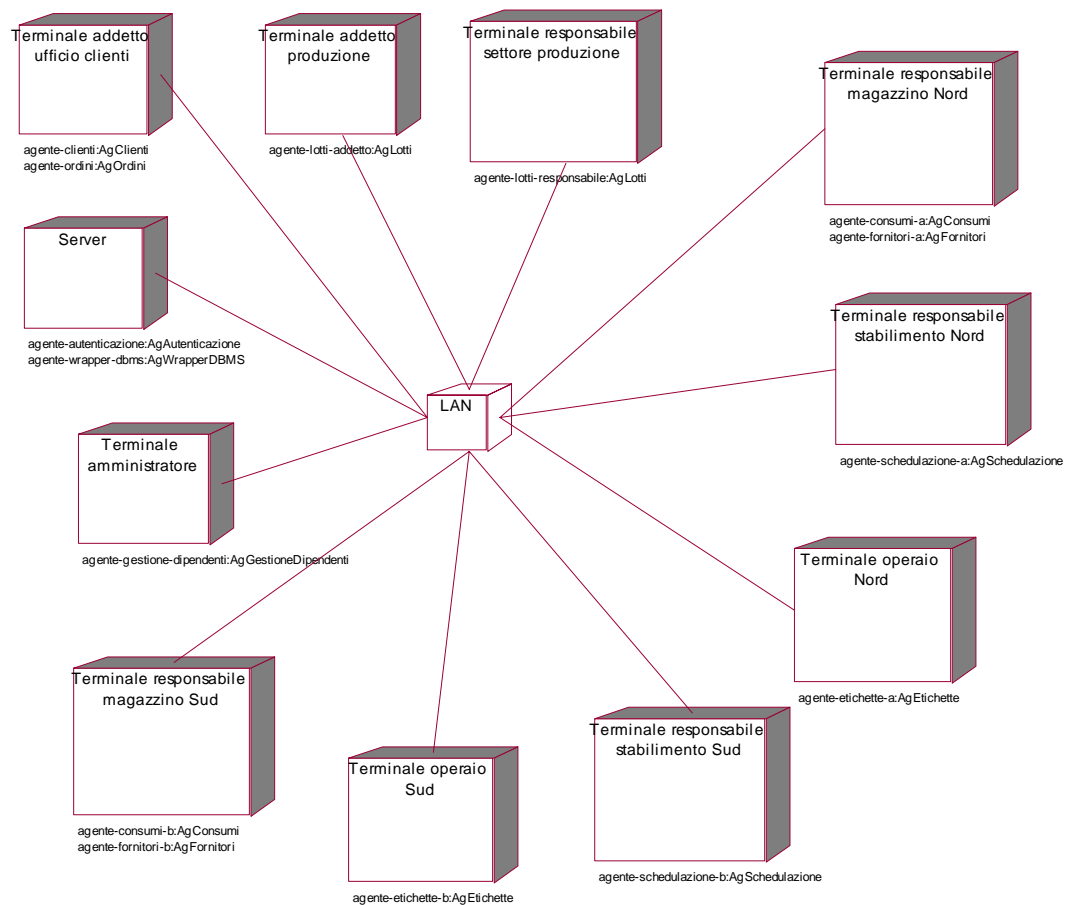 Terminale addetto
ufficio clienti
agente-clienti:AgClienti
agente-ordini:AgOrdini
Terminale addetto
produzione
agente-lotti-addetto:AgLotti
Terminale responsabile
settore produzione
agente-lotti-responsabile:AgLotti
Terminale responsabile
magazzino Nord
agente-consumi-a:AgConsumi
agente-fornitori-a:AgFornitori
Server
agente-autenticazione:AgAutenticazione
agente-wrapper-dbms:AgWrapperDBMS
Terminale responsabile
stabilimento Nord
agente-schedulazione-a:AgSchedulazione
LAN
Terminale
amministratore
agente-gestione-dipendenti:AgGestioneDipendenti
Terminale operaio
Nord
agente-etichette-a:AgEtichette
Terminale responsabile
magazzino Sud
agente-consumi-b:AgConsumi
agente-fornitori-b:AgFornitori
Terminale operaio
Sud
agente-etichette-b:AgEtichette
Terminale responsabile
stabilimento Sud
agente-schedulazione-b:AgSchedulazione